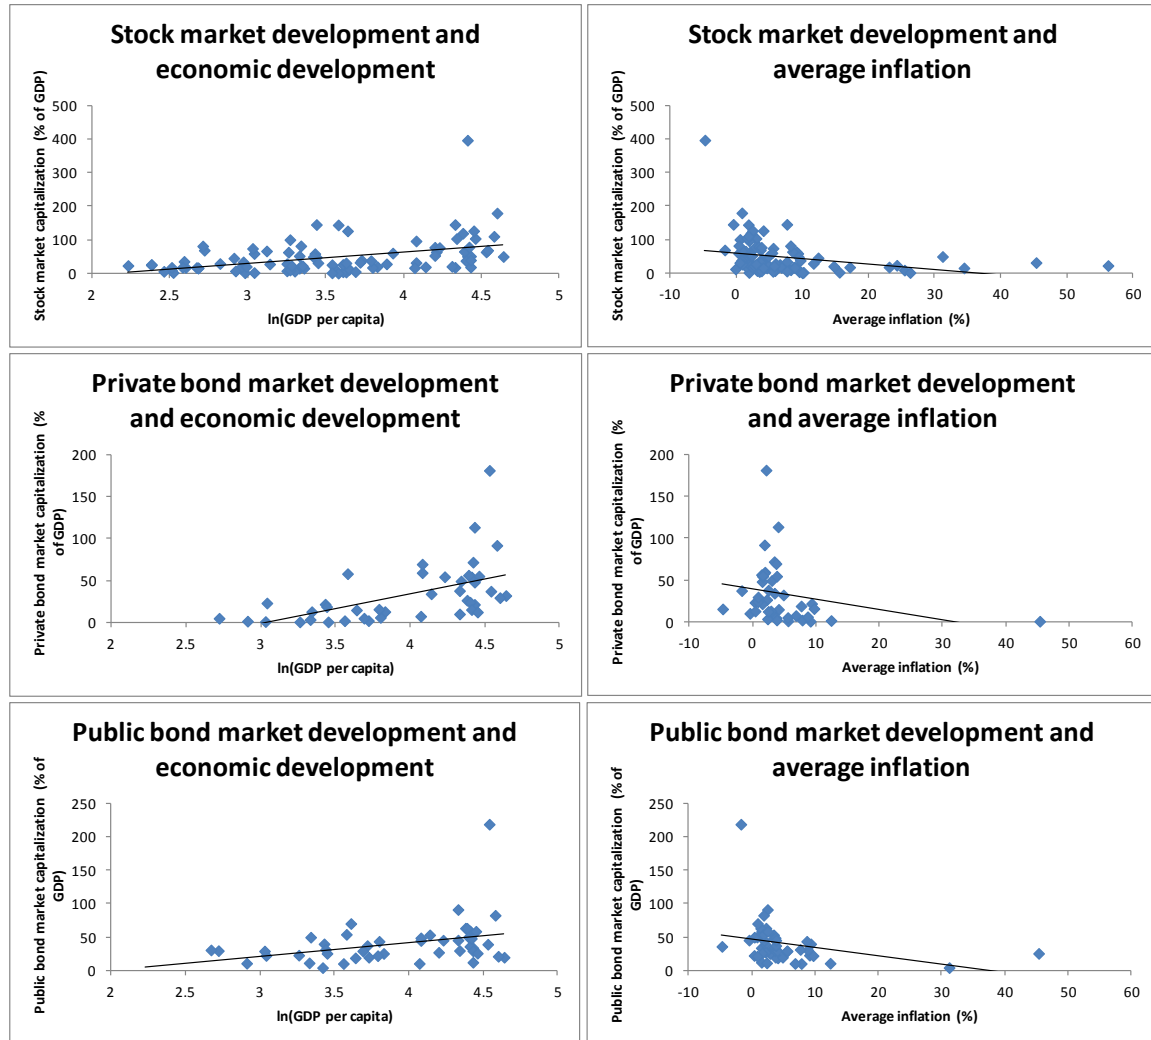 Stock market development and
economic development
Stock market capitalization (% of GDP)
500
400
300
200
100
0
2 2.5 3 3.5 4 4.5 5
ln(GDP per capita)
Stock market development and
average inflation
Stock market capitalization (% of GDP)
500
400
300
200
100
0
-10 0 10 20 30 40 50 60
Average inflation (%)
Private bond market development
and economic development
Private bond market capitalization (%
of GDP)
200
150
100
50
0
2 2.5 3 3.5 4 4.5 5
ln(GDP per capita)
Private bond market development
and average inflation
Private bond market capitalization (%
of GDP)
200
150
100
50
0
-10 0 10 20 30 40 50 60
Average inflation (%)
Public bond market development and
economic development
Public bond market capitalization (% of
GDP)
250
200
150
100
50
0
2 2.5 3 3.5 4 4.5 5
ln(GDP per capita)
Public bond market development and
average inflation
Public bond market capitalization (% of
GDP)
250
200
150
100
50
0
-10 0 10 20 30 40 50 60
Average inflation (%)